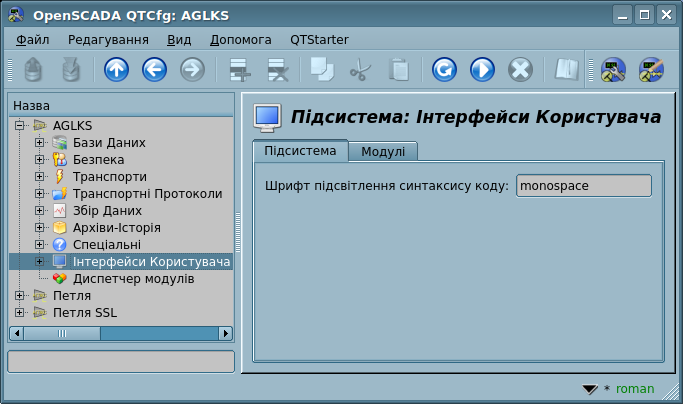 OpenSCADA QTCfg: AGLKS
Файл Редагування Вид Допомога QTStarter
Назва
AGLKS
Бази Даних
Безпека
Транспорти
Транспортні Протоколи
Збір Даних
Архіви-Історія
Спеціальні
Інтерфейси Користувача
Диспетчер модулів
Петля
Петля SSL
Підсистема: Інтерфейси Користувача
Підсистема Модулі
Шрифт підсвітлення синтаксису коду: monospace
* roman